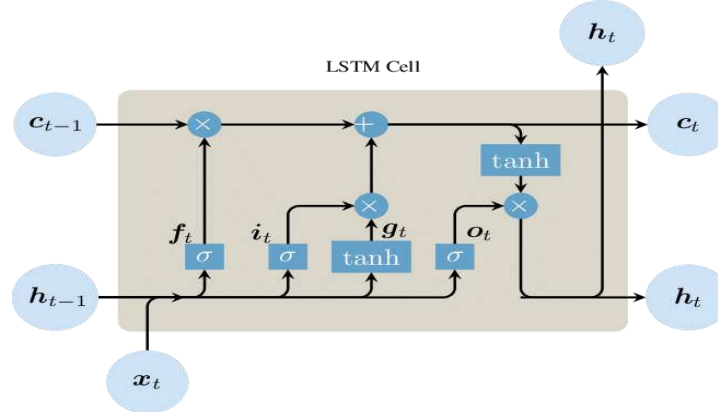 h_t
LSTM Cell
c_{t−1} × + c_t
tanh
× ×
f_t i_t g_t o_t
σ σ tanh σ
h_{t−1} h_t
x_t